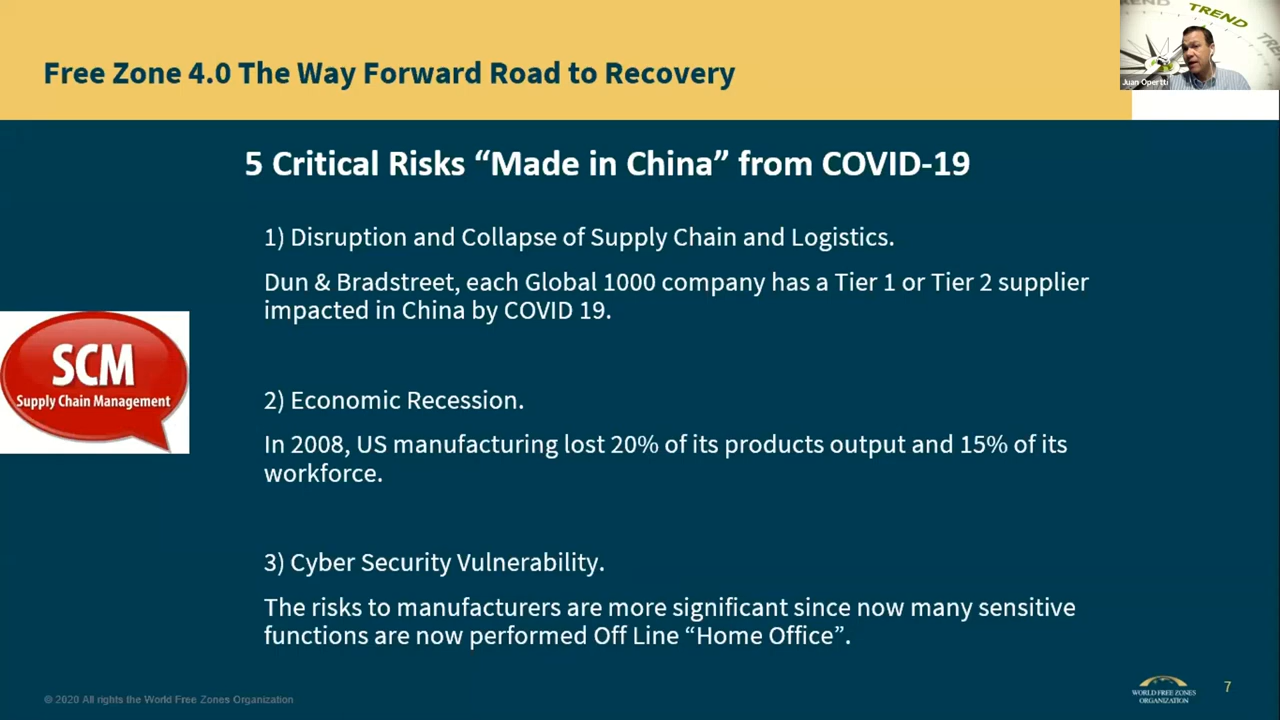 Free Zone 4.0 The Way Forward Road to Recovery
TREND
Juan Opertti
5 Critical Risks “Made in China” from COVID-19
1) Disruption and Collapse of Supply Chain and Logistics.
Dun & Bradstreet, each Global 1000 company has a Tier 1 or Tier 2 supplier
impacted in China by COVID 19.
SCM
Supply Chain Management
2) Economic Recession.
In 2008, US manufacturing lost 20% of its products output and 15% of its
workforce.
3) Cyber Security Vulnerability.
The risks to manufacturers are more significant since now many sensitive
functions are now performed Off Line “Home Office”.
© 2020 All rights the World Free Zones Organization
WORLD FREE ZONES
ORGANIZATION
7